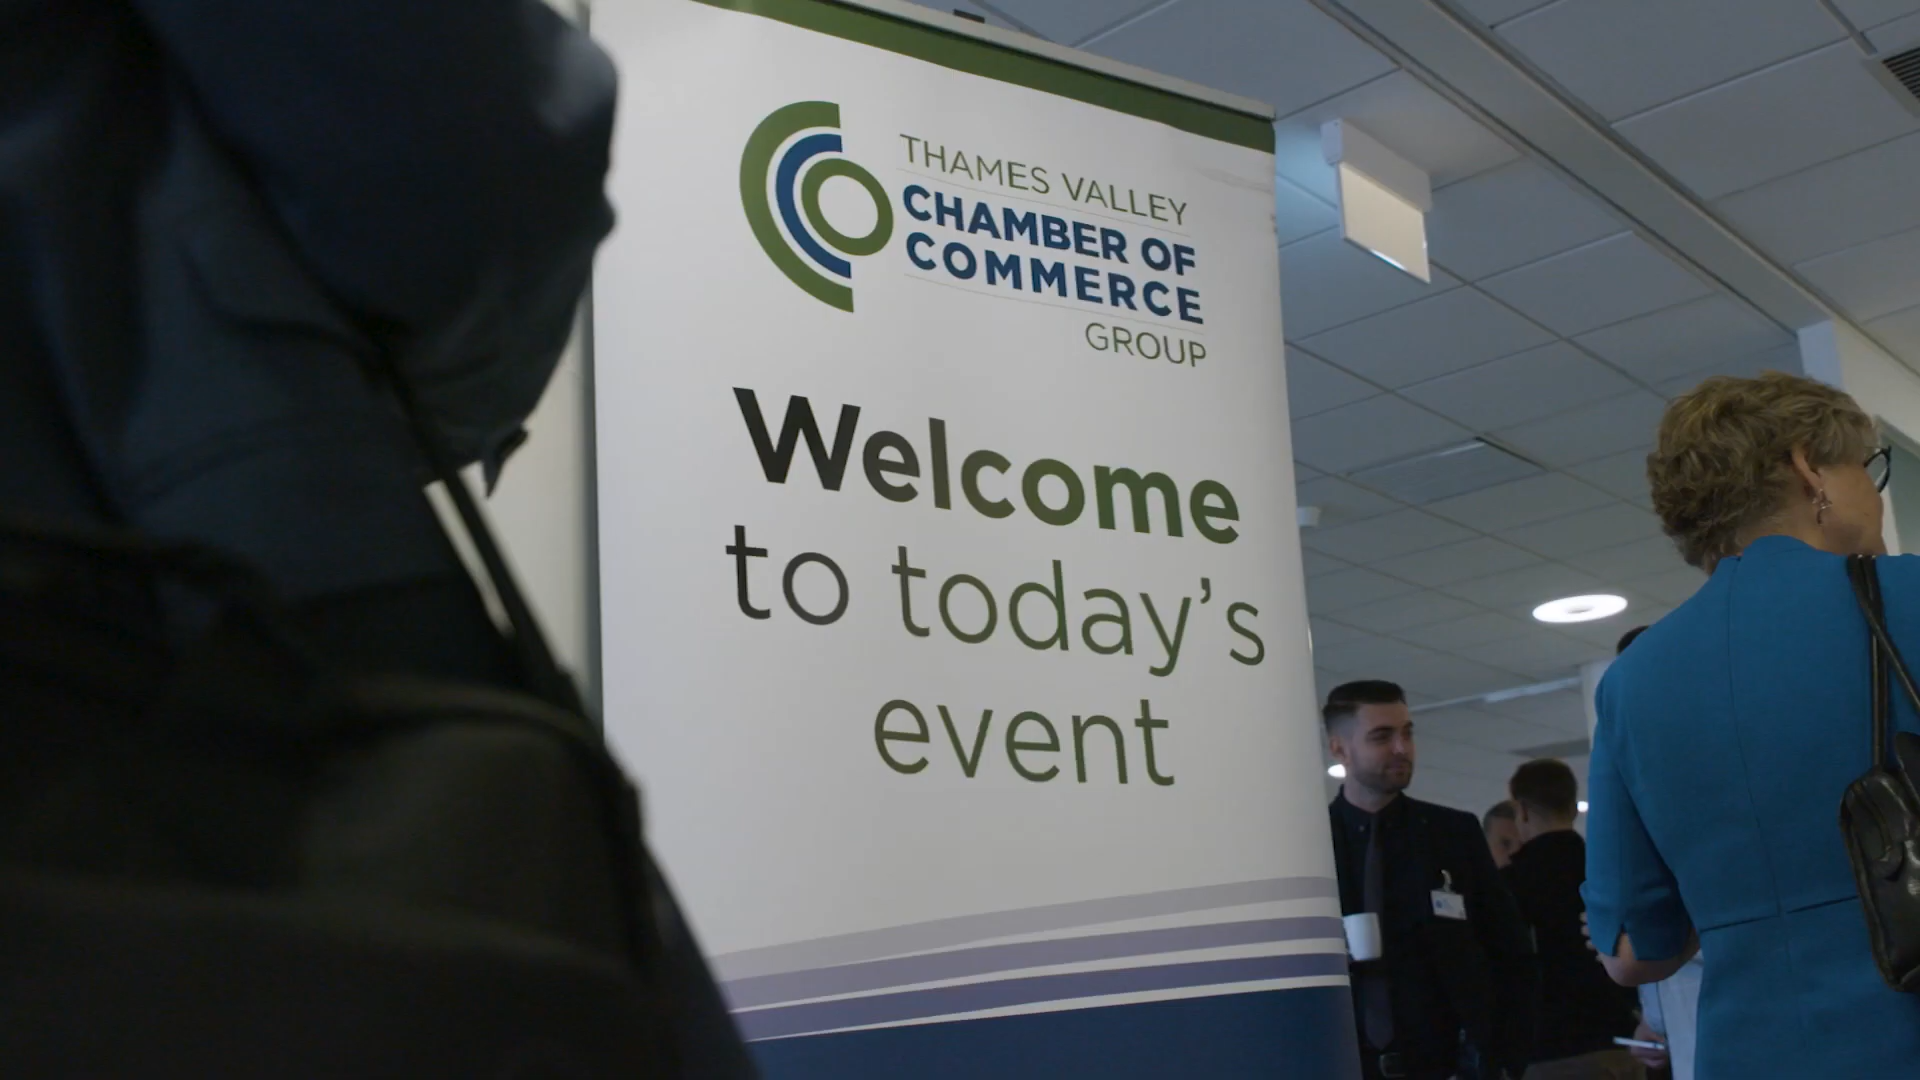 THAMES VALLEY
CHAMBER OF
COMMERCE
GROUP
Welcome
to today’s
event